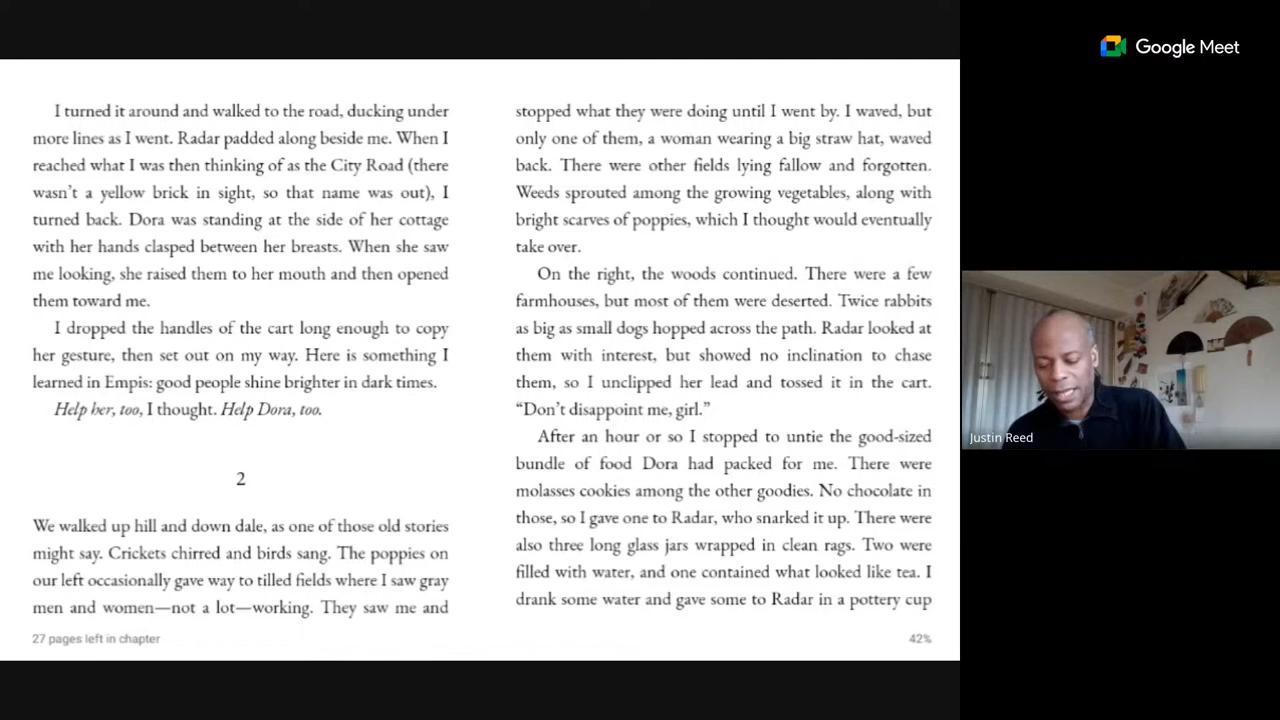 I turned it around and walked to the road, ducking under
more lines as I went. Radar padded along beside me. When I
reached what I was then thinking of as the City Road (there
wasn’t a yellow brick in sight, so that name was out), I
turned back. Dora was standing at the side of her cottage
with her hands clasped between her breasts. When she saw
me looking, she raised them to her mouth and then opened
them toward me.
I dropped the handles of the cart long enough to copy
her gesture, then set out on my way. Here is something I
learned in Empis: good people shine brighter in dark times.
Help her, too, I thought. Help Dora, too.
2
We walked up hill and down dale, as one of those old stories
might say. Crickets chirred and birds sang. The poppies on
our left occasionally gave way to tilled fields where I saw gray
men and women—not a lot—working. They saw me and
27 pages left in chapter
stopped what they were doing until I went by. I waved, but
only one of them, a woman wearing a big straw hat, waved
back. There were other fields lying fallow and forgotten.
Weeds sprouted among the growing vegetables, along with
bright scarves of poppies, which I thought would eventually
take over.
On the right, the woods continued. There were a few
farmhouses, but most of them were deserted. Twice rabbits
as big as small dogs hopped across the path. Radar looked at
them with interest, but showed no inclination to chase
them, so I unclipped her lead and tossed it in the cart.
“Don’t disappoint me, girl.”
After an hour or so I stopped to untie the good-sized
bundle of food Dora had packed for me. There were
molasses cookies among the other goodies. No chocolate in
those, so I gave one to Radar, who snarked it up. There were
also three long glass jars wrapped in clean rags. Two were
filled with water, and one contained what looked like tea. I
drank some water and gave some to Radar in a pottery cup
42%
Google Meet
Justin Reed